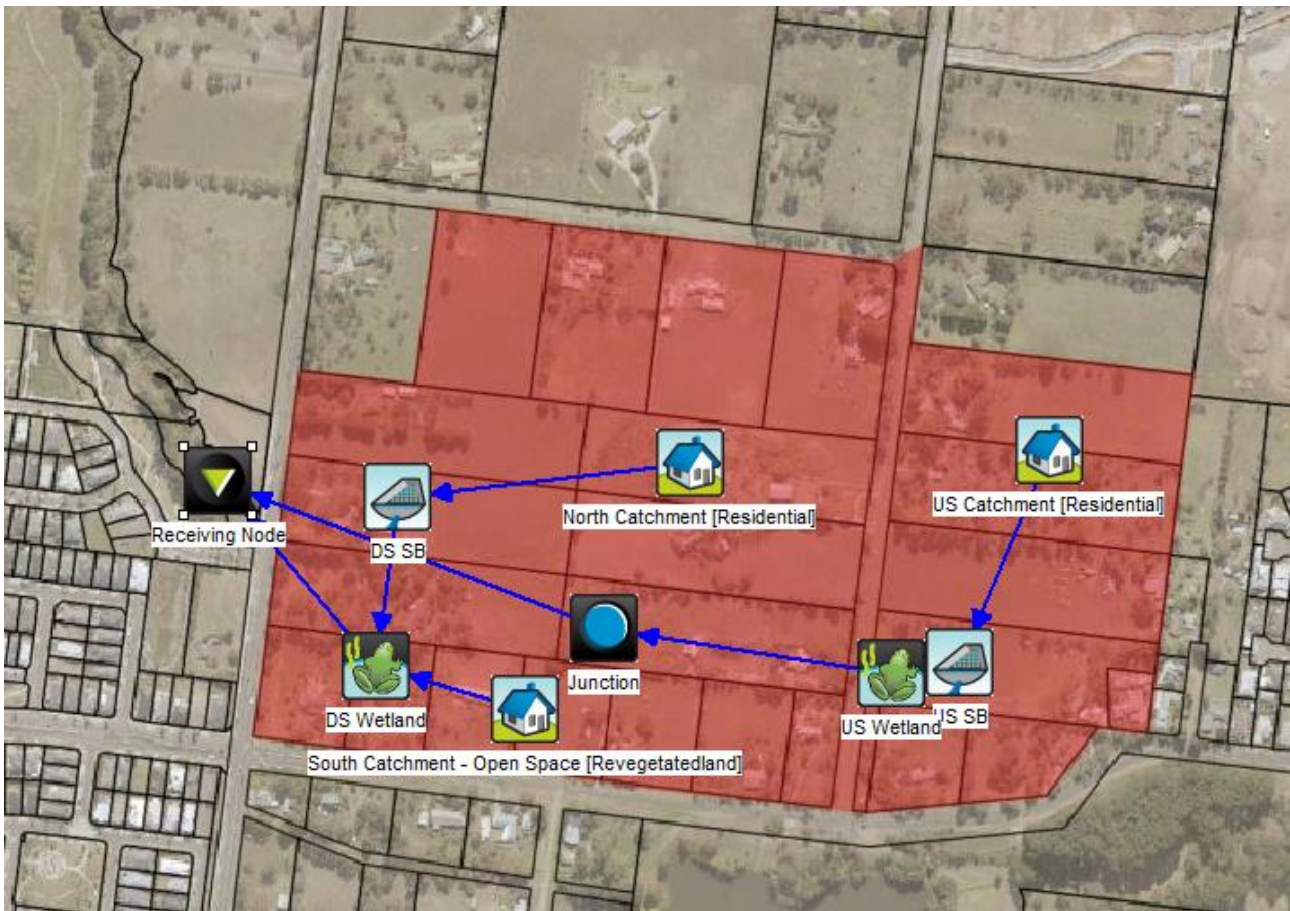 North Catchment [Residential]
US Catchment [Residential]
Receiving Node
DS SB
Junction
DS Wetland
US Wetland
US SB
South Catchment - Open Space [Revegetatedland]